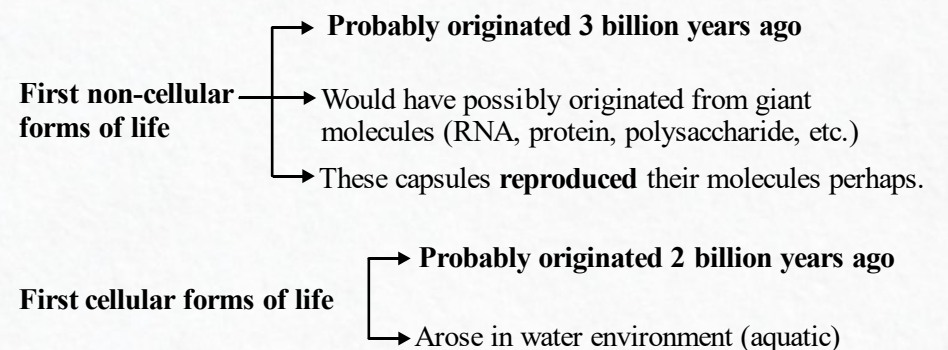 Probably originated 3 billion years ago
First non-cellular
forms of life
Would have possibly originated from giant
molecules (RNA, protein, polysaccharide, etc.)
These capsules reproduced their molecules perhaps.
Probably originated 2 billion years ago
First cellular forms of life
Arose in water environment (aquatic)